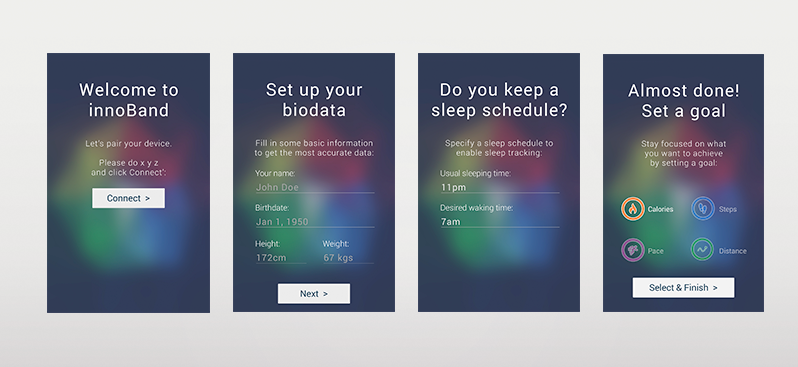 Welcome to
innoBand
Let's pair your device.
Please do x y z
and click Connect':
Connect >
Set up your
biodata
Fill in some basic information
to get the most accurate data:
Your name:
John Doe
Birthdate:
Jan 1, 1950
Height:
Weight:
172cm
67 kgs
Next >
Do you keep a
sleep schedule?
Specify a sleep schedule to
enable sleep tracking:
Usual sleeping time:
11pm
Desired waking time:
7am
Almost done!
Set a goal
Stay focused on what
you want to achieve
by setting a goal:
Calories
Steps
Pace
Distance
Select & Finish >